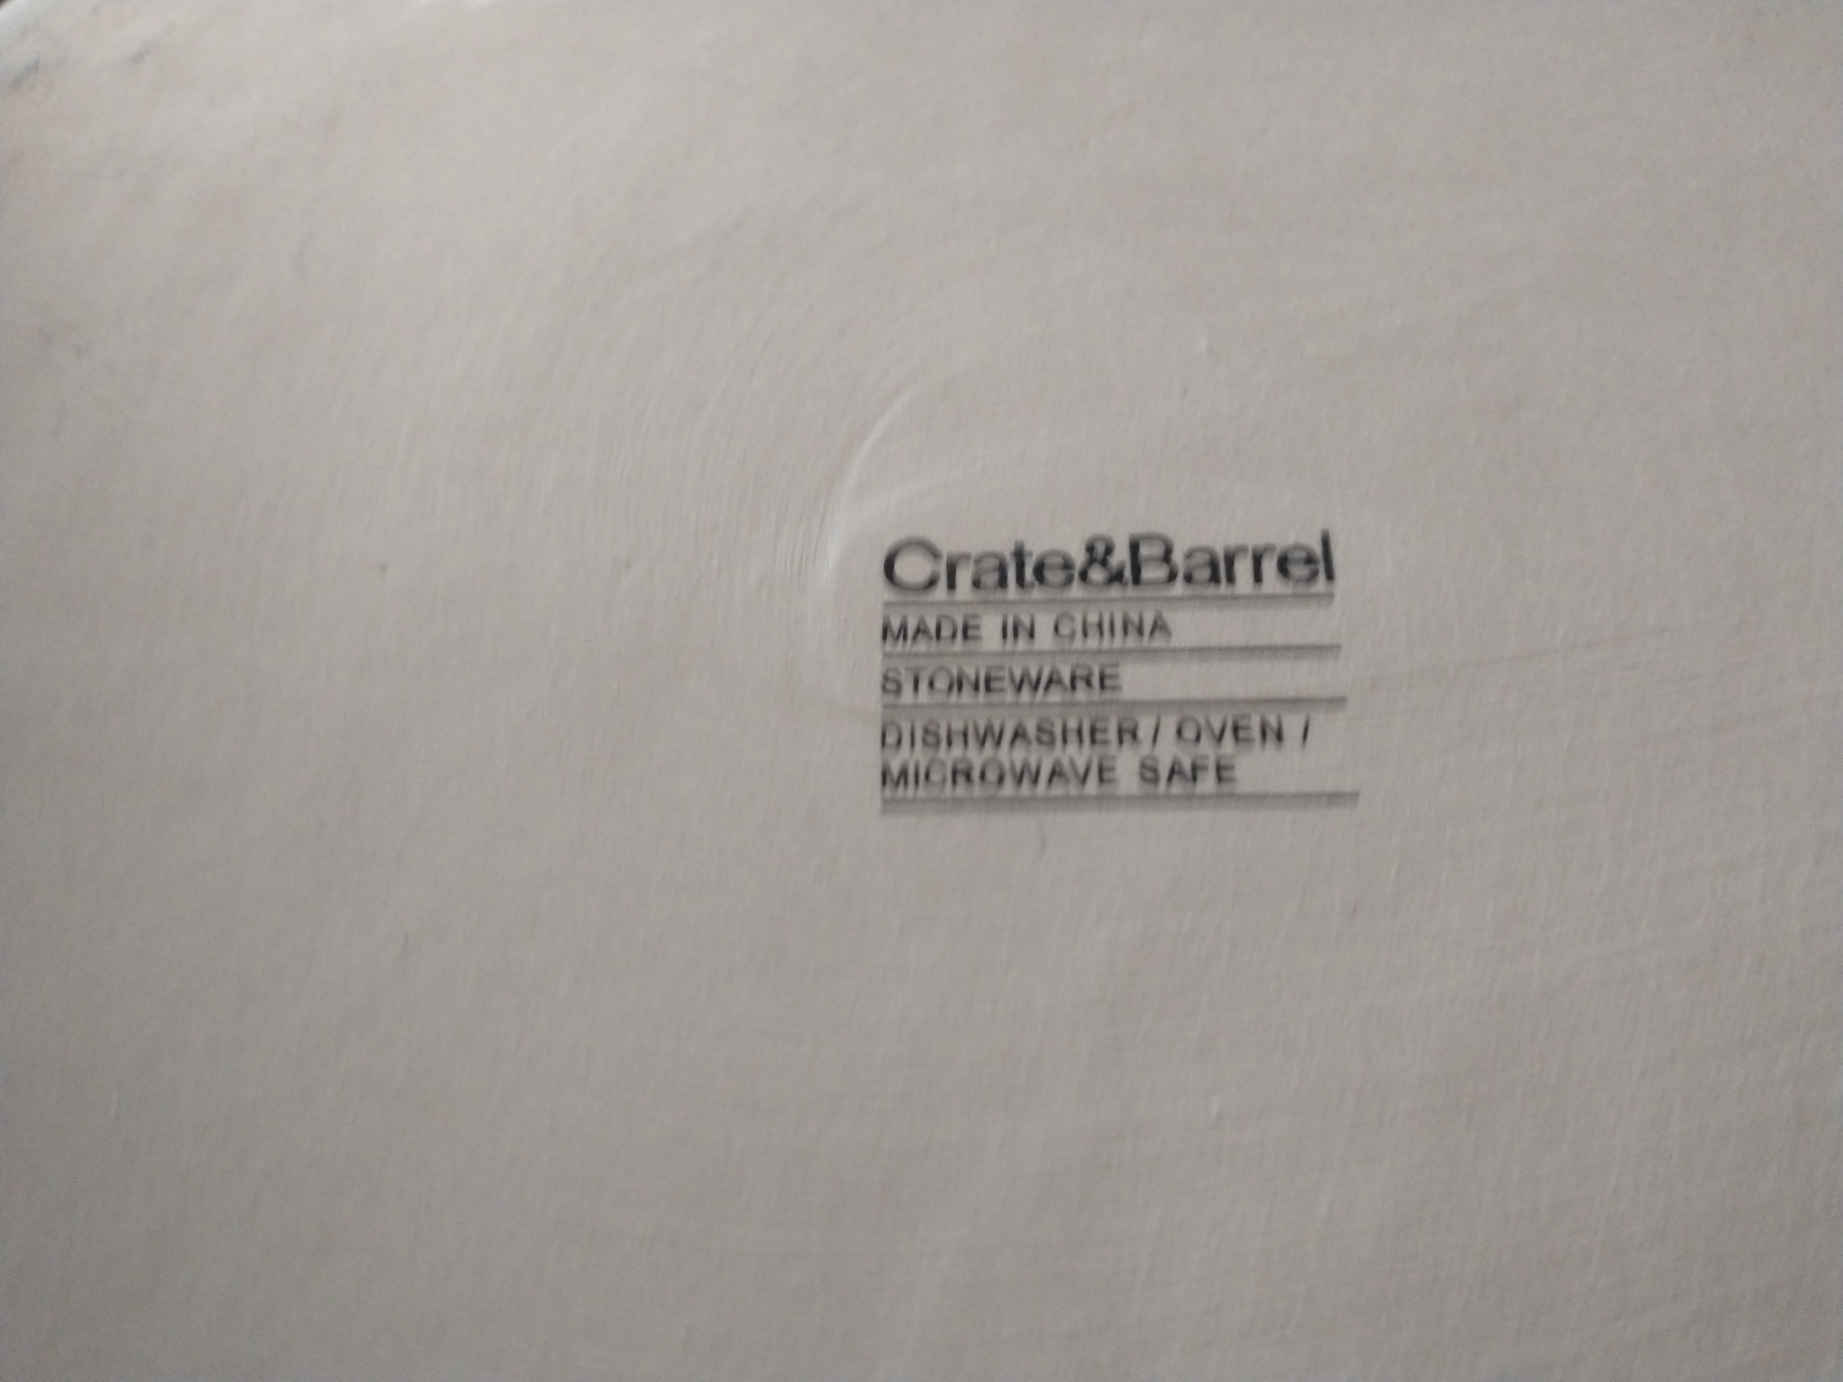 Crate&Barrel
MADE IN CHINA
STONEWARE
DISHWASHER / OVEN /
MICROWAVE SAFE